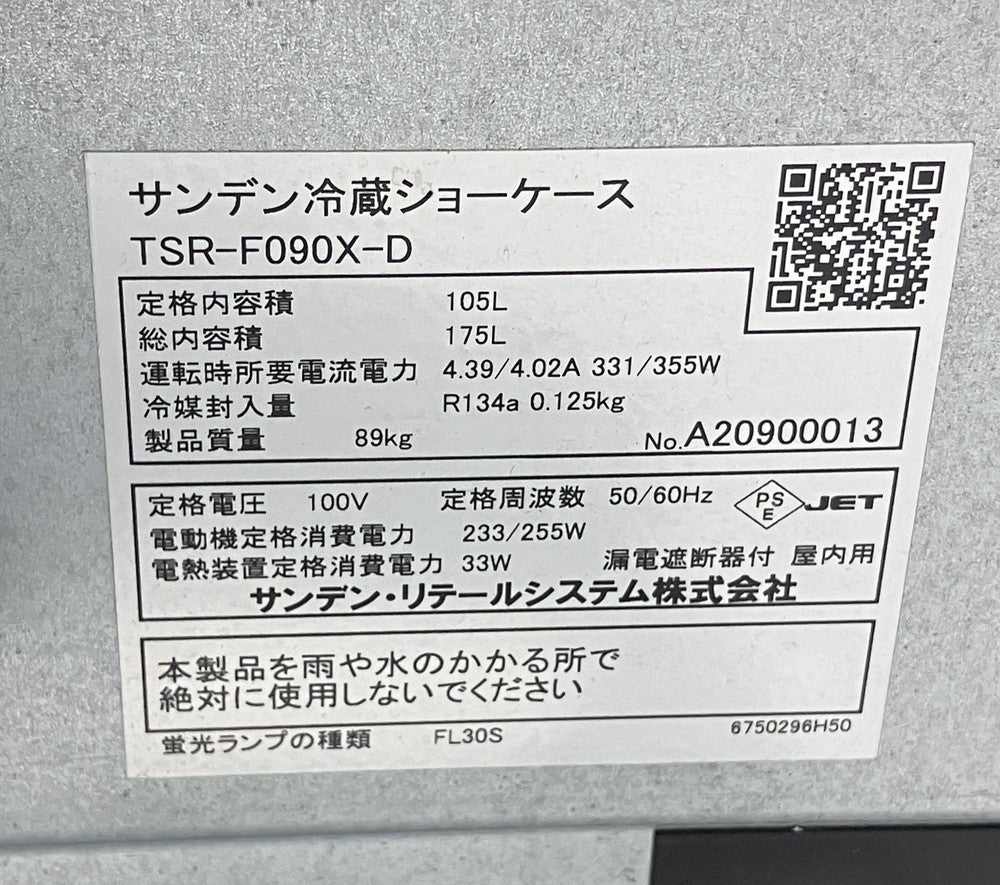 サンデン冷蔵ショーケース
TSR-F090X-D
定格内容積 105L
総内容積 175L
運転時所要電流電力 4.39/4.02A 331/355W
冷媒封入量 R134a 0.125kg
製品質量 89kg No.A20900013
定格電圧 100V 定格周波数 50/60Hz PSE JET
電動機定格消費電力 233/255W
電熱装置定格消費電力 33W 漏電遮断器付 屋内用
サンデン・リテールシステム株式会社
本製品を雨や水のかかる所で
絶対に使用しないでください
蛍光ランプの種類 FL30S 6750296H50